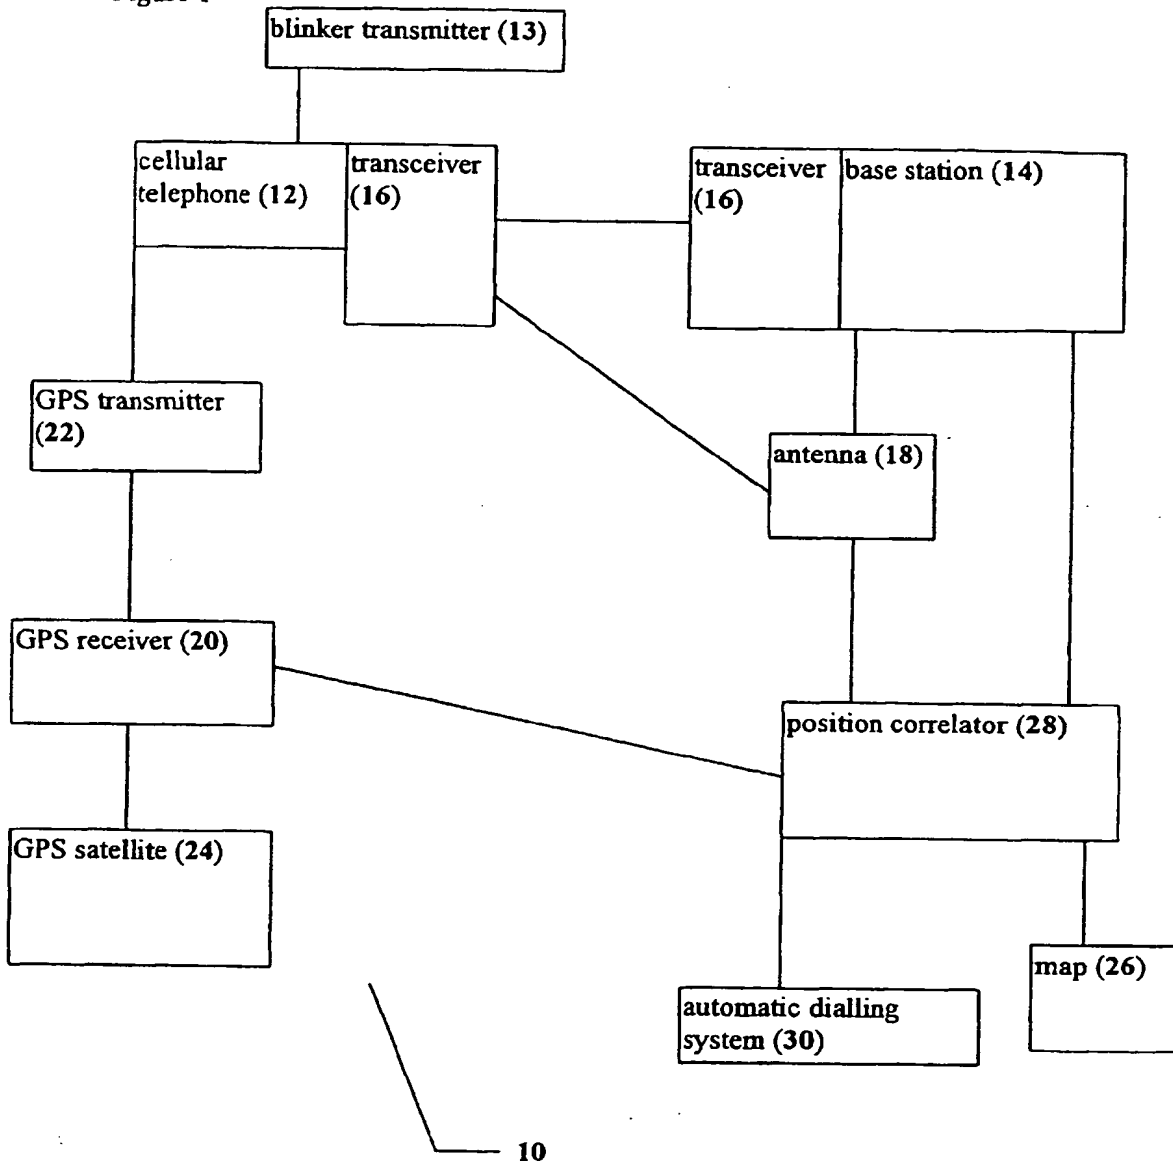 blinker transmitter (13)
cellular
telephone (12)
transceiver
(16)
transceiver
(16)
base station (14)
GPS transmitter
(22)
antenna (18)
GPS receiver (20)
position correlator (28)
GPS satellite (24)
map (26)
automatic dialling
system (30)
10